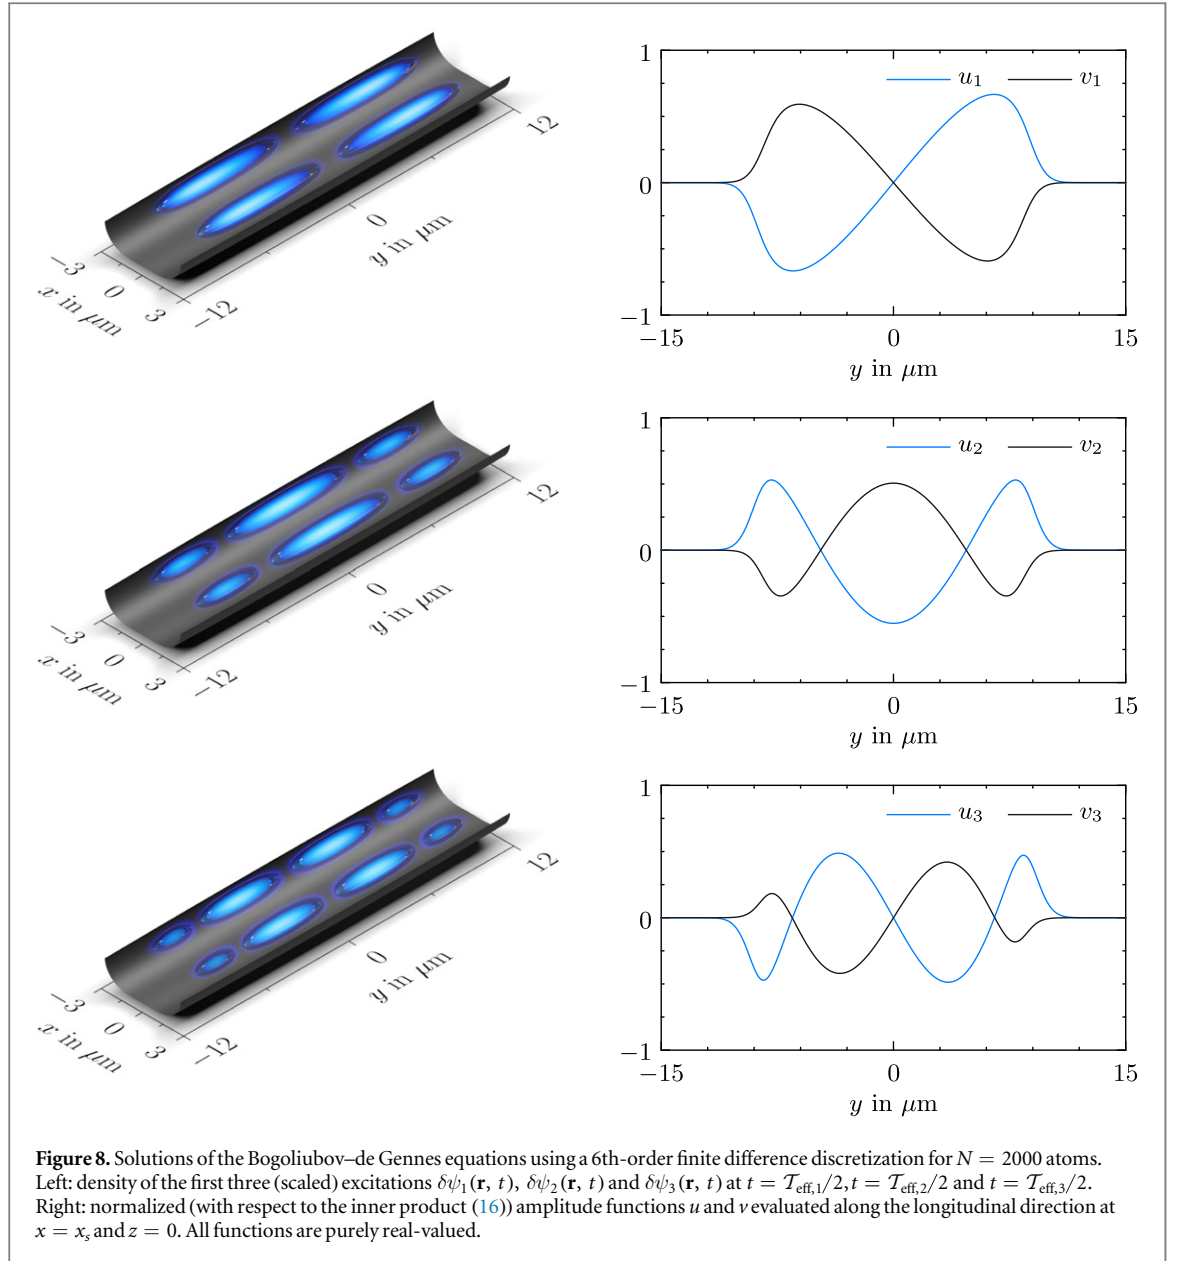 12
0
y in µm
−3
0
3
x in µm
−12
1
0
−1
u1 v1
−15 0 15
y in µm
12
0
y in µm
−3
0
3
x in µm
−12
1
0
−1
u2 v2
−15 0 15
y in µm
12
0
y in µm
−3
0
3
x in µm
−12
1
0
−1
u3 v3
−15 0 15
y in µm
Figure 8. Solutions of the Bogoliubov–de Gennes equations using a 6th-order finite difference discretization for N = 2000 atoms.
Left: density of the first three (scaled) excitations δψ1(r, t), δψ2(r, t) and δψ3(r, t) at t = 𝒯eff,1/2, t = 𝒯eff,2/2 and t = 𝒯eff,3/2.
Right: normalized (with respect to the inner product (16)) amplitude functions u and v evaluated along the longitudinal direction at
x = xs and z = 0. All functions are purely real-valued.